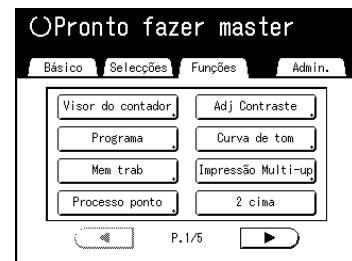 Pronto fazer master
Básico Selecções Funções Admin.
Visor do contador Adj Contraste
Programa Curva de tom
Mem trab Impressão Multi-up
Processo ponto 2 cima
P.1/5